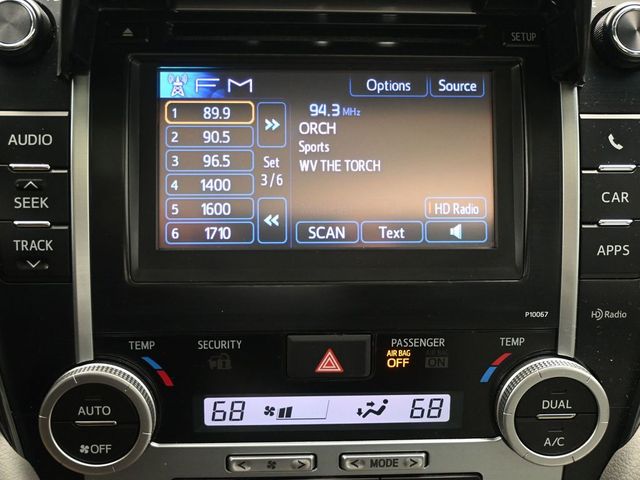 SETUP
FM
Options
Source
1 89.9
2 90.5
3 96.5
4 1400
5 1600
6 1710
Set
3/6
94.3 MHz
ORCH
Sports
WV THE TORCH
HD Radio
SCAN
Text
AUDIO
SEEK
TRACK
CAR
APPS
HD Radio
P10067
TEMP
SECURITY
PASSENGER
AIR BAG
OFF
AIR BAG
ON
TEMP
AUTO
OFF
68
68
DUAL
A/C
MODE